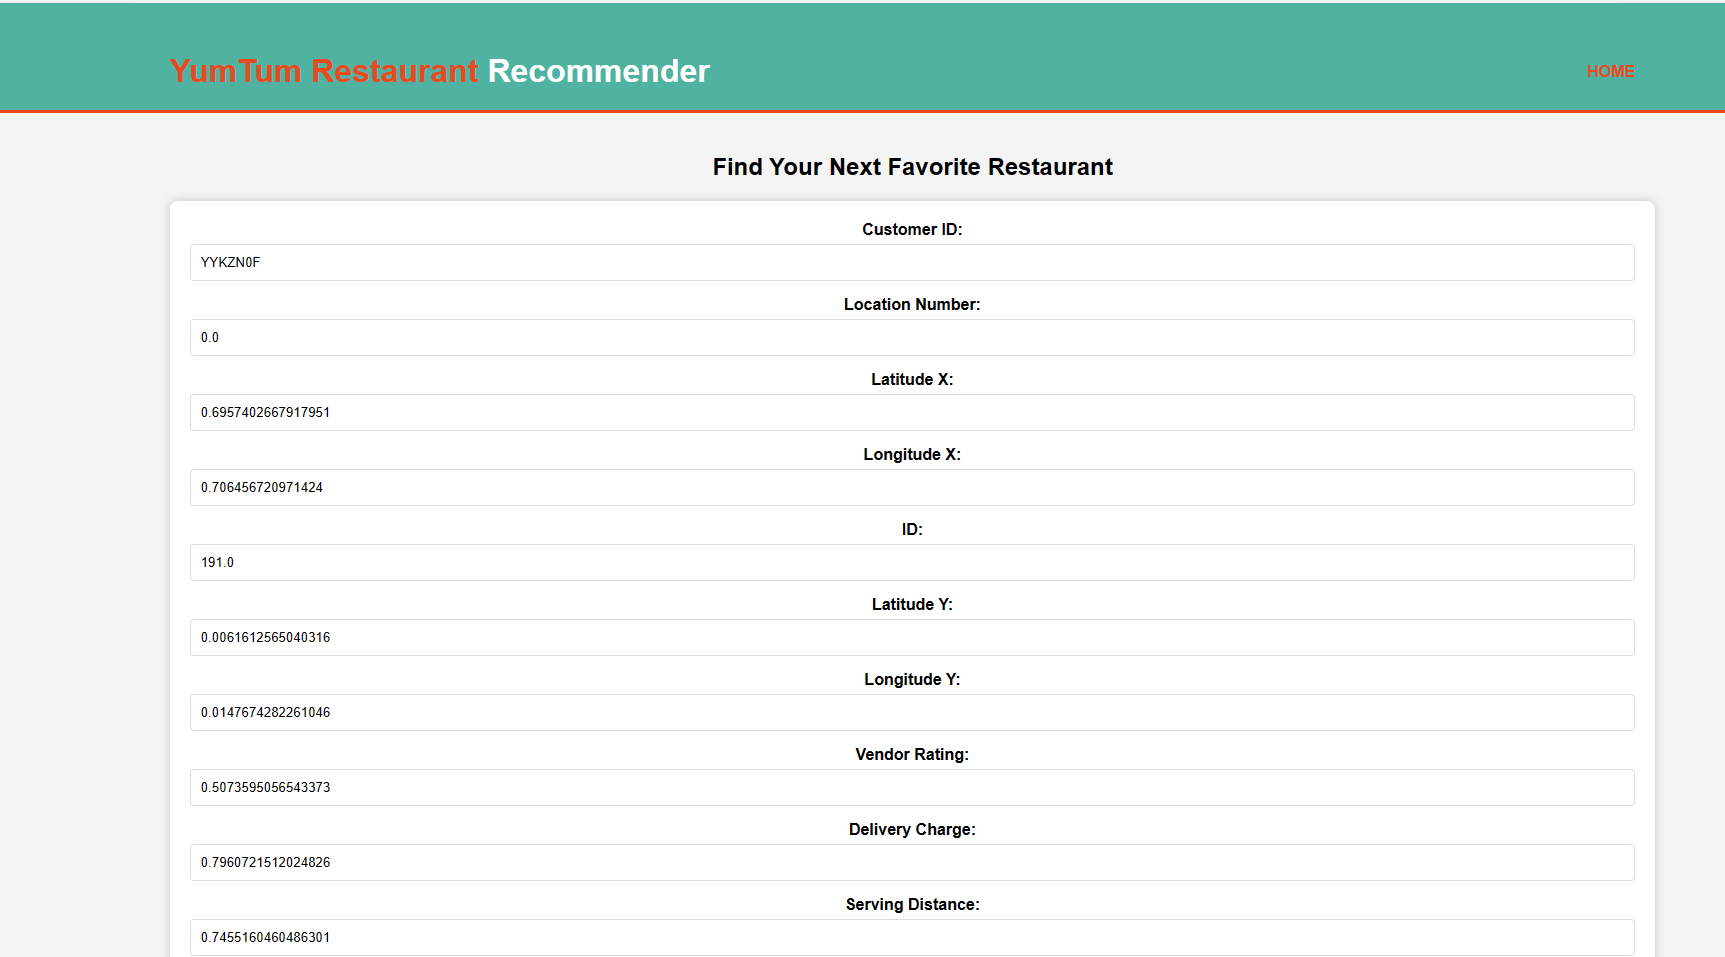 YumTum Restaurant Recommender
HOME
Find Your Next Favorite Restaurant
Customer ID:
YYKZN0F
Location Number:
0.0
Latitude X:
0.6957402667917951
Longitude X:
0.706456720971424
ID:
191.0
Latitude Y:
0.0061612565040316
Longitude Y:
0.0147674282261046
Vendor Rating:
0.5073595056543373
Delivery Charge:
0.7960721512024826
Serving Distance:
0.7455160460486301